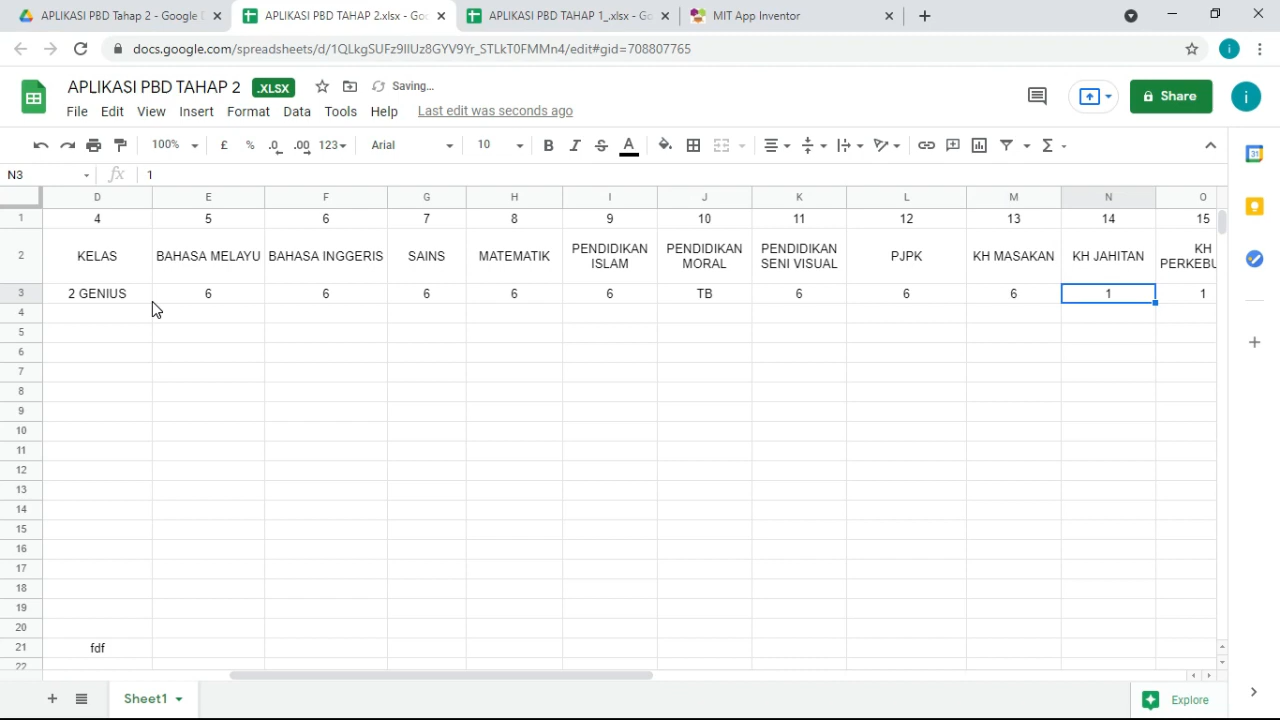 APLIKASI PBD Tahap 2 - Google D
APLIKASI PBD TAHAP 2.xlsx - Goo
APLIKASI PBD TAHAP 1_.xlsx - Go
MIT App Inventor
docs.google.com/spreadsheets/d/1QLkgSUFz9lIUz8GYV9Yr_STLkT0FMMn4/edit#gid=708807765
i
APLIKASI PBD TAHAP 2 .XLSX Saving...
File Edit View Insert Format Data Tools Help Last edit was seconds ago
Share
i
100% £ % .0 .00 123 Arial 10 B I S A Σ
N3 fx 1
D E F G H I J K L M N O
1 4 5 6 7 8 9 10 11 12 13 14 15
2 KELAS BAHASA MELAYU BAHASA INGGERIS SAINS MATEMATIK PENDIDIKAN ISLAM PENDIDIKAN MORAL PENDIDIKAN SENI VISUAL PJPK KH MASAKAN KH JAHITAN KH PERKEBU
3 2 GENIUS 6 6 6 6 6 TB 6 6 6 1 1
4
5
6
7
8
9
10
11
12
13
14
15
16
17
18
19
20
21 fdf
22
Sheet1
Explore
31